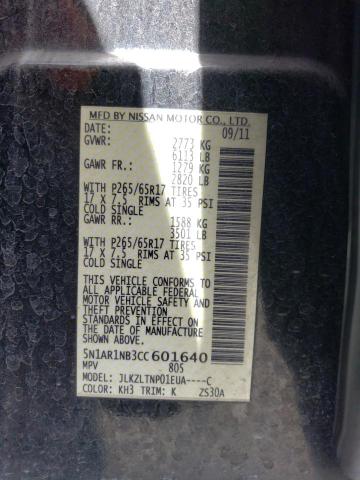 MFD BY NISSAN MOTOR CO., LTD.
DATE: 09/11
GVWR: 2773 KG
6113 LB
GAWR FR.: 1279 KG
2820 LB
WITH P265/65R17 TIRES
17 X 7.5 RIMS AT 35 PSI
COLD SINGLE
GAWR RR.: 1588 KG
3501 LB
WITH P265/65R17 TIRES
17 X 7.5 RIMS AT 35 PSI
COLD SINGLE
THIS VEHICLE CONFORMS TO ALL
APPLICABLE FEDERAL MOTOR
VEHICLE SAFETY, BUMPER
AND THEFT PREVENTION
STANDARDS IN EFFECT ON THE
DATE OF MANUFACTURE
SHOWN ABOVE.
5N1AR1NB3CC601640
MPV 805
MODEL: JLKZLTNP01EUA----C
COLOR: KH3 TRIM: K ZS30A